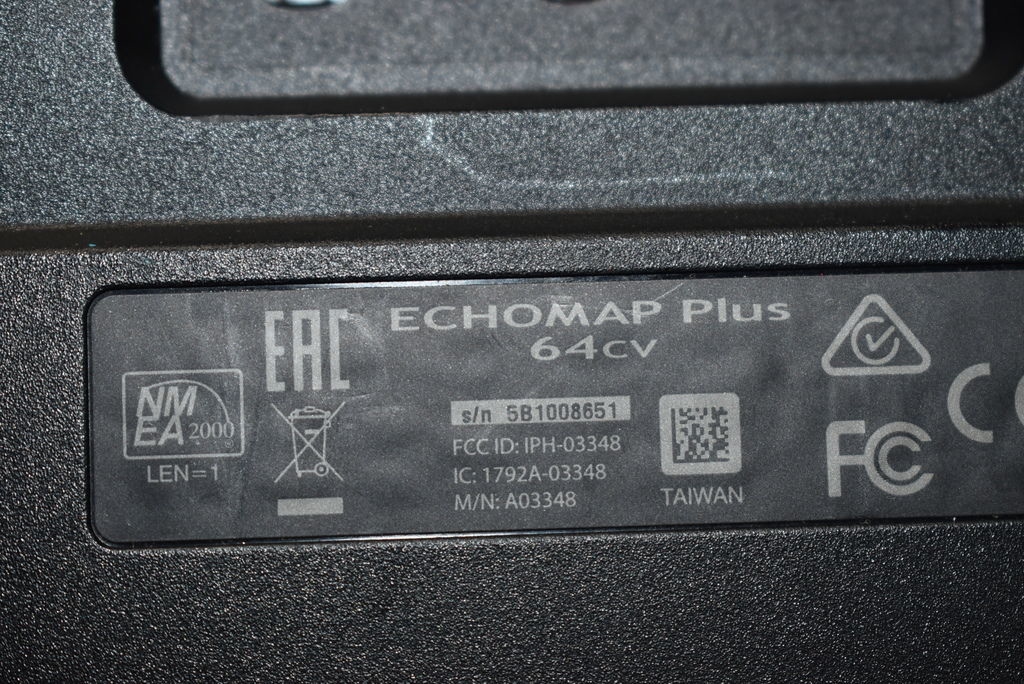 ECHOMAP Plus
64cv
EAC
NMEA 2000®
LEN=1
s/n 5B1008651
FCC ID: IPH-03348
IC: 1792A-03348
M/N: A03348
TAIWAN
FC
C